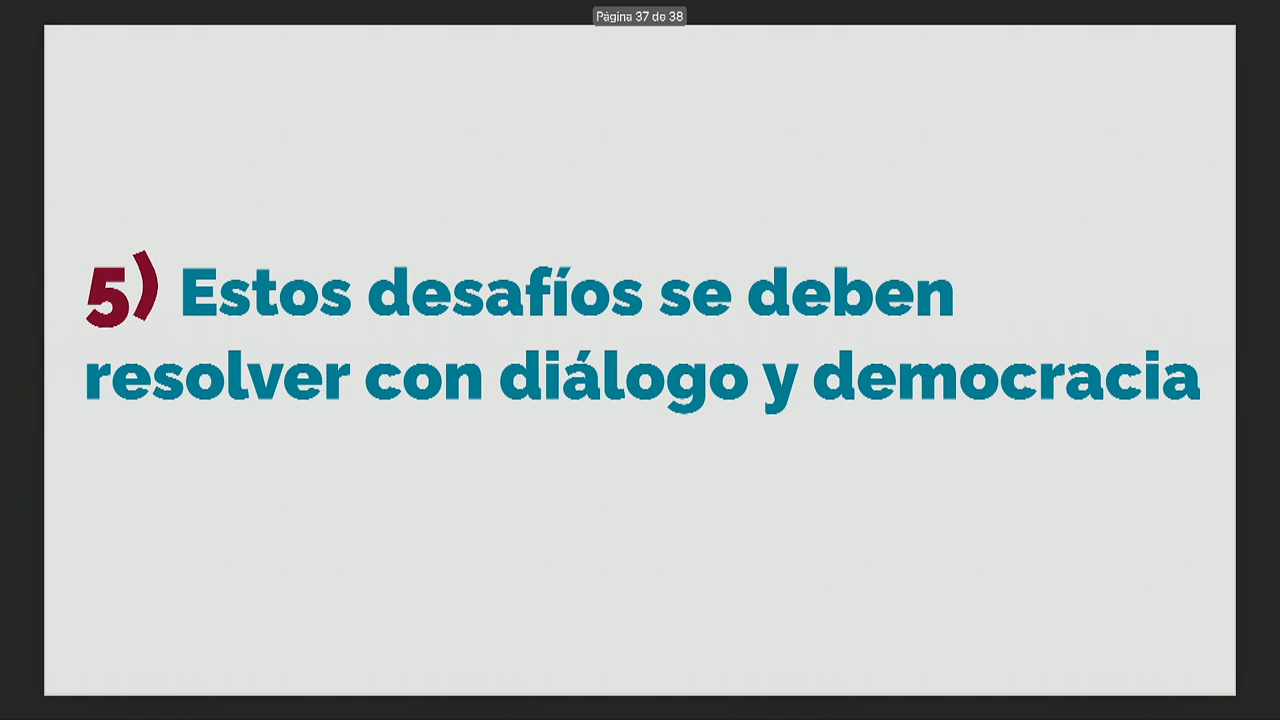 Página 37 de 38
5) Estos desafíos se deben
resolver con diálogo y democracia